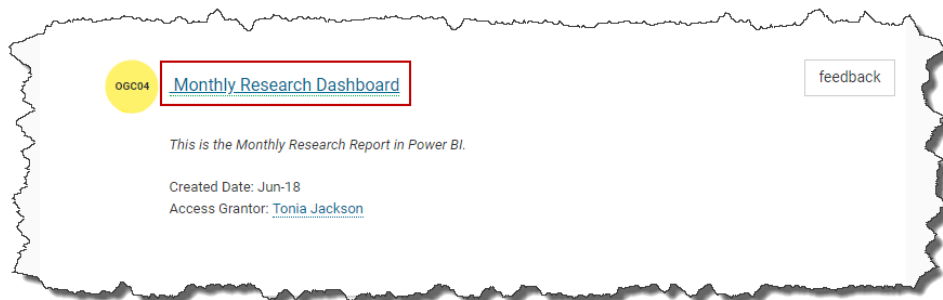 OGC04 Monthly Research Dashboard feedback
This is the Monthly Research Report in Power BI.
Created Date: Jun-18
Access Grantor: Tonia Jackson